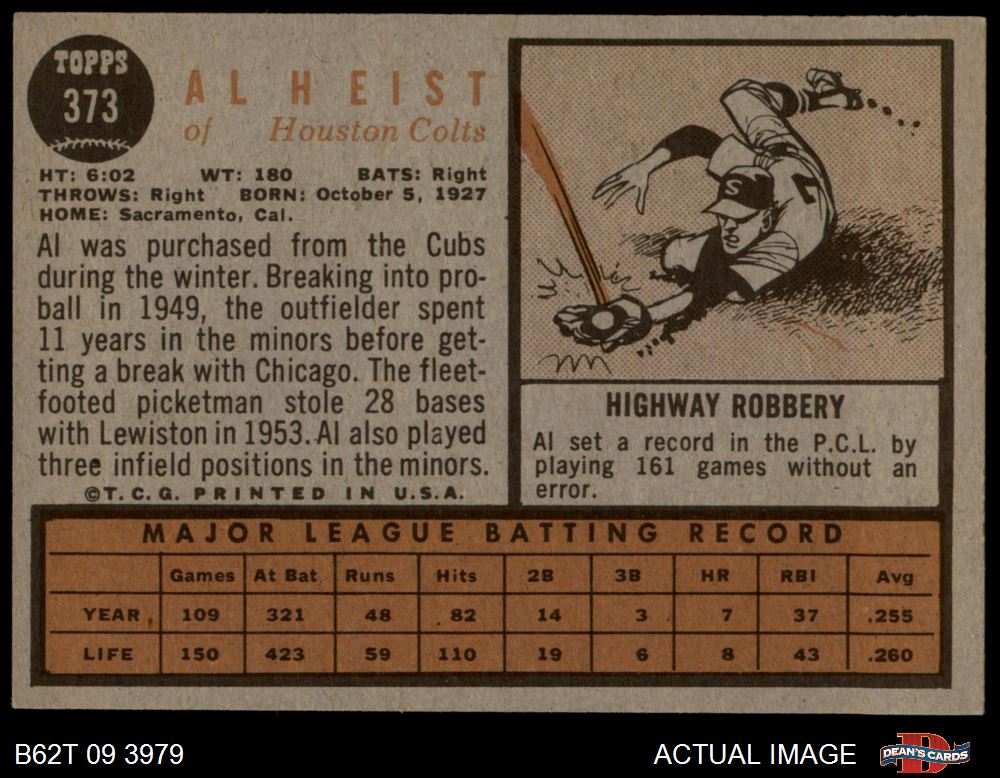 TOPPS
373
AL HEIST
of Houston Colts
HT: 6:02 WT: 180 BATS: Right
THROWS: Right BORN: October 5, 1927
HOME: Sacramento, Cal.
Al was purchased from the Cubs
during the winter. Breaking into pro-
ball in 1949, the outfielder spent
11 years in the minors before get-
ting a break with Chicago. The fleet-
footed picketman stole 28 bases
with Lewiston in 1953. Al also played
three infield positions in the minors.
©T.C.G. PRINTED IN U.S.A.
S
HIGHWAY ROBBERY
Al set a record in the P.C.L. by
playing 161 games without an
error.
MAJOR LEAGUE BATTING RECORD
Games At Bat Runs Hits 2B 3B HR RBI Avg
YEAR 109 321 48 82 14 3 7 37 .255
LIFE 150 423 59 110 19 6 8 43 .260
B62T 09 3979 ACTUAL IMAGE DEAN'S CARDS